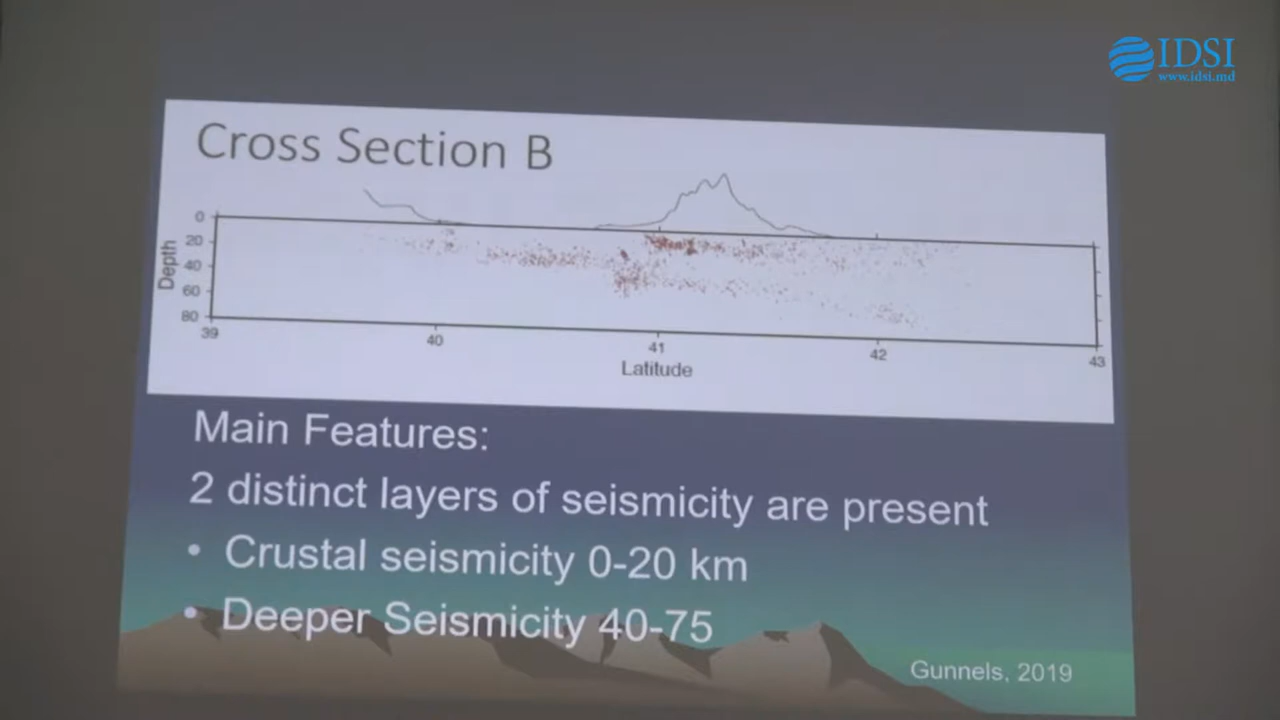 IDSI
www.idsi.md
Cross Section B
0
20
40
60
80
Depth
39
40
41
42
43
Latitude
Main Features:
2 distinct layers of seismicity are present
• Crustal seismicity 0-20 km
• Deeper Seismicity 40-75
Gunnels, 2019